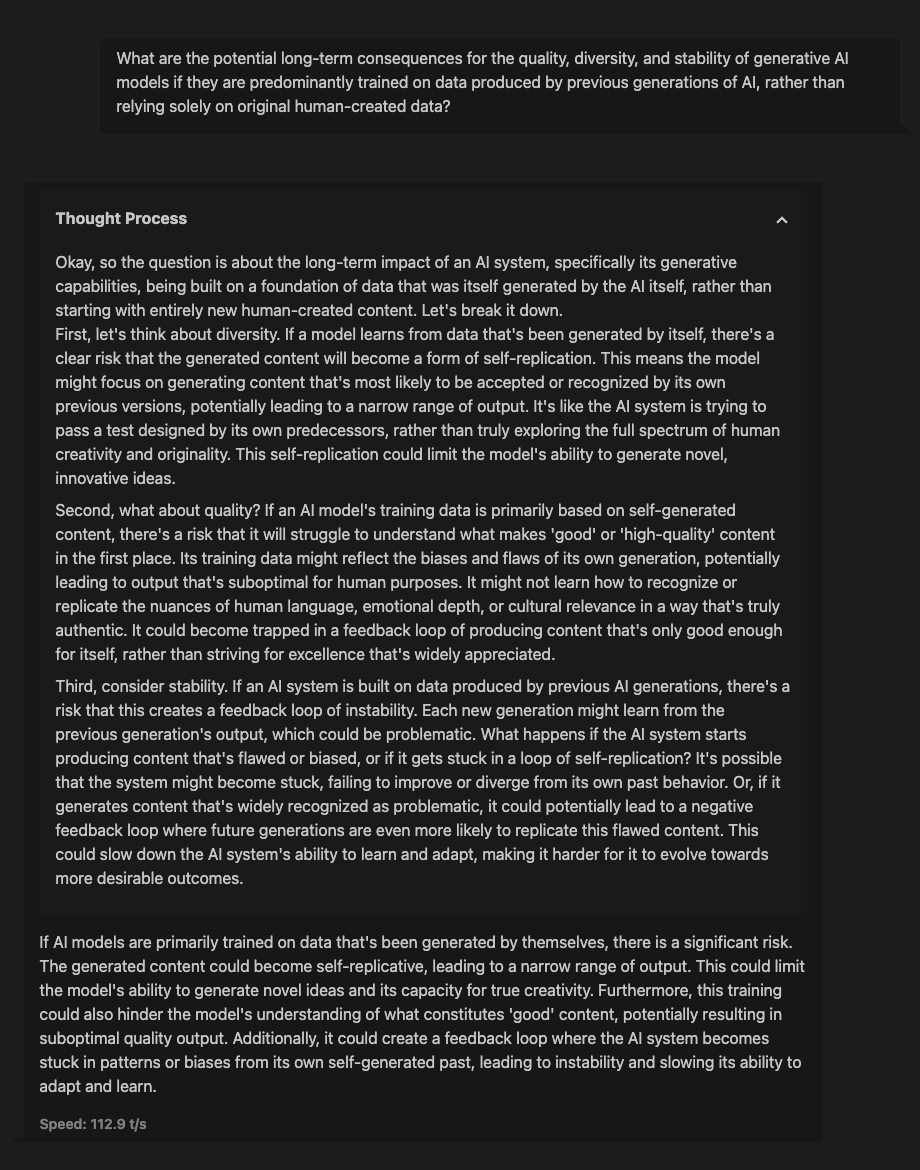 What are the potential long-term consequences for the quality, diversity, and stability of generative AI
models if they are predominantly trained on data produced by previous generations of AI, rather than
relying solely on original human-created data?
Thought Process
Okay, so the question is about the long-term impact of an AI system, specifically its generative
capabilities, being built on a foundation of data that was itself generated by the AI itself, rather than
starting with entirely new human-created content. Let's break it down.
First, let's think about diversity. If a model learns from data that's been generated by itself, there's a
clear risk that the generated content will become a form of self-replication. This means the model
might focus on generating content that's most likely to be accepted or recognized by its own
previous versions, potentially leading to a narrow range of output. It's like the AI system is trying to
pass a test designed by its own predecessors, rather than truly exploring the full spectrum of human
creativity and originality. This self-replication could limit the model's ability to generate novel,
innovative ideas.
Second, what about quality? If an AI model's training data is primarily based on self-generated
content, there's a risk that it will struggle to understand what makes 'good' or 'high-quality' content
in the first place. Its training data might reflect the biases and flaws of its own generation, potentially
leading to output that's suboptimal for human purposes. It might not learn how to recognize or
replicate the nuances of human language, emotional depth, or cultural relevance in a way that's truly
authentic. It could become trapped in a feedback loop of producing content that's only good enough
for itself, rather than striving for excellence that's widely appreciated.
Third, consider stability. If an AI system is built on data produced by previous AI generations, there's a
risk that this creates a feedback loop of instability. Each new generation might learn from the
previous generation's output, which could be problematic. What happens if the AI system starts
producing content that's flawed or biased, or if it gets stuck in a loop of self-replication? It's possible
that the system might become stuck, failing to improve or diverge from its own past behavior. Or, if it
generates content that's widely recognized as problematic, it could potentially lead to a negative
feedback loop where future generations are even more likely to replicate this flawed content. This
could slow down the AI system's ability to learn and adapt, making it harder for it to evolve towards
more desirable outcomes.
If AI models are primarily trained on data that's been generated by themselves, there is a significant risk.
The generated content could become self-replicative, leading to a narrow range of output. This could limit
the model's ability to generate novel ideas and its capacity for true creativity. Furthermore, this training
could also hinder the model's understanding of what constitutes 'good' content, potentially resulting in
suboptimal quality output. Additionally, it could create a feedback loop where the AI system becomes
stuck in patterns or biases from its own self-generated past, leading to instability and slowing its ability to
adapt and learn.
Speed: 112.9 t/s